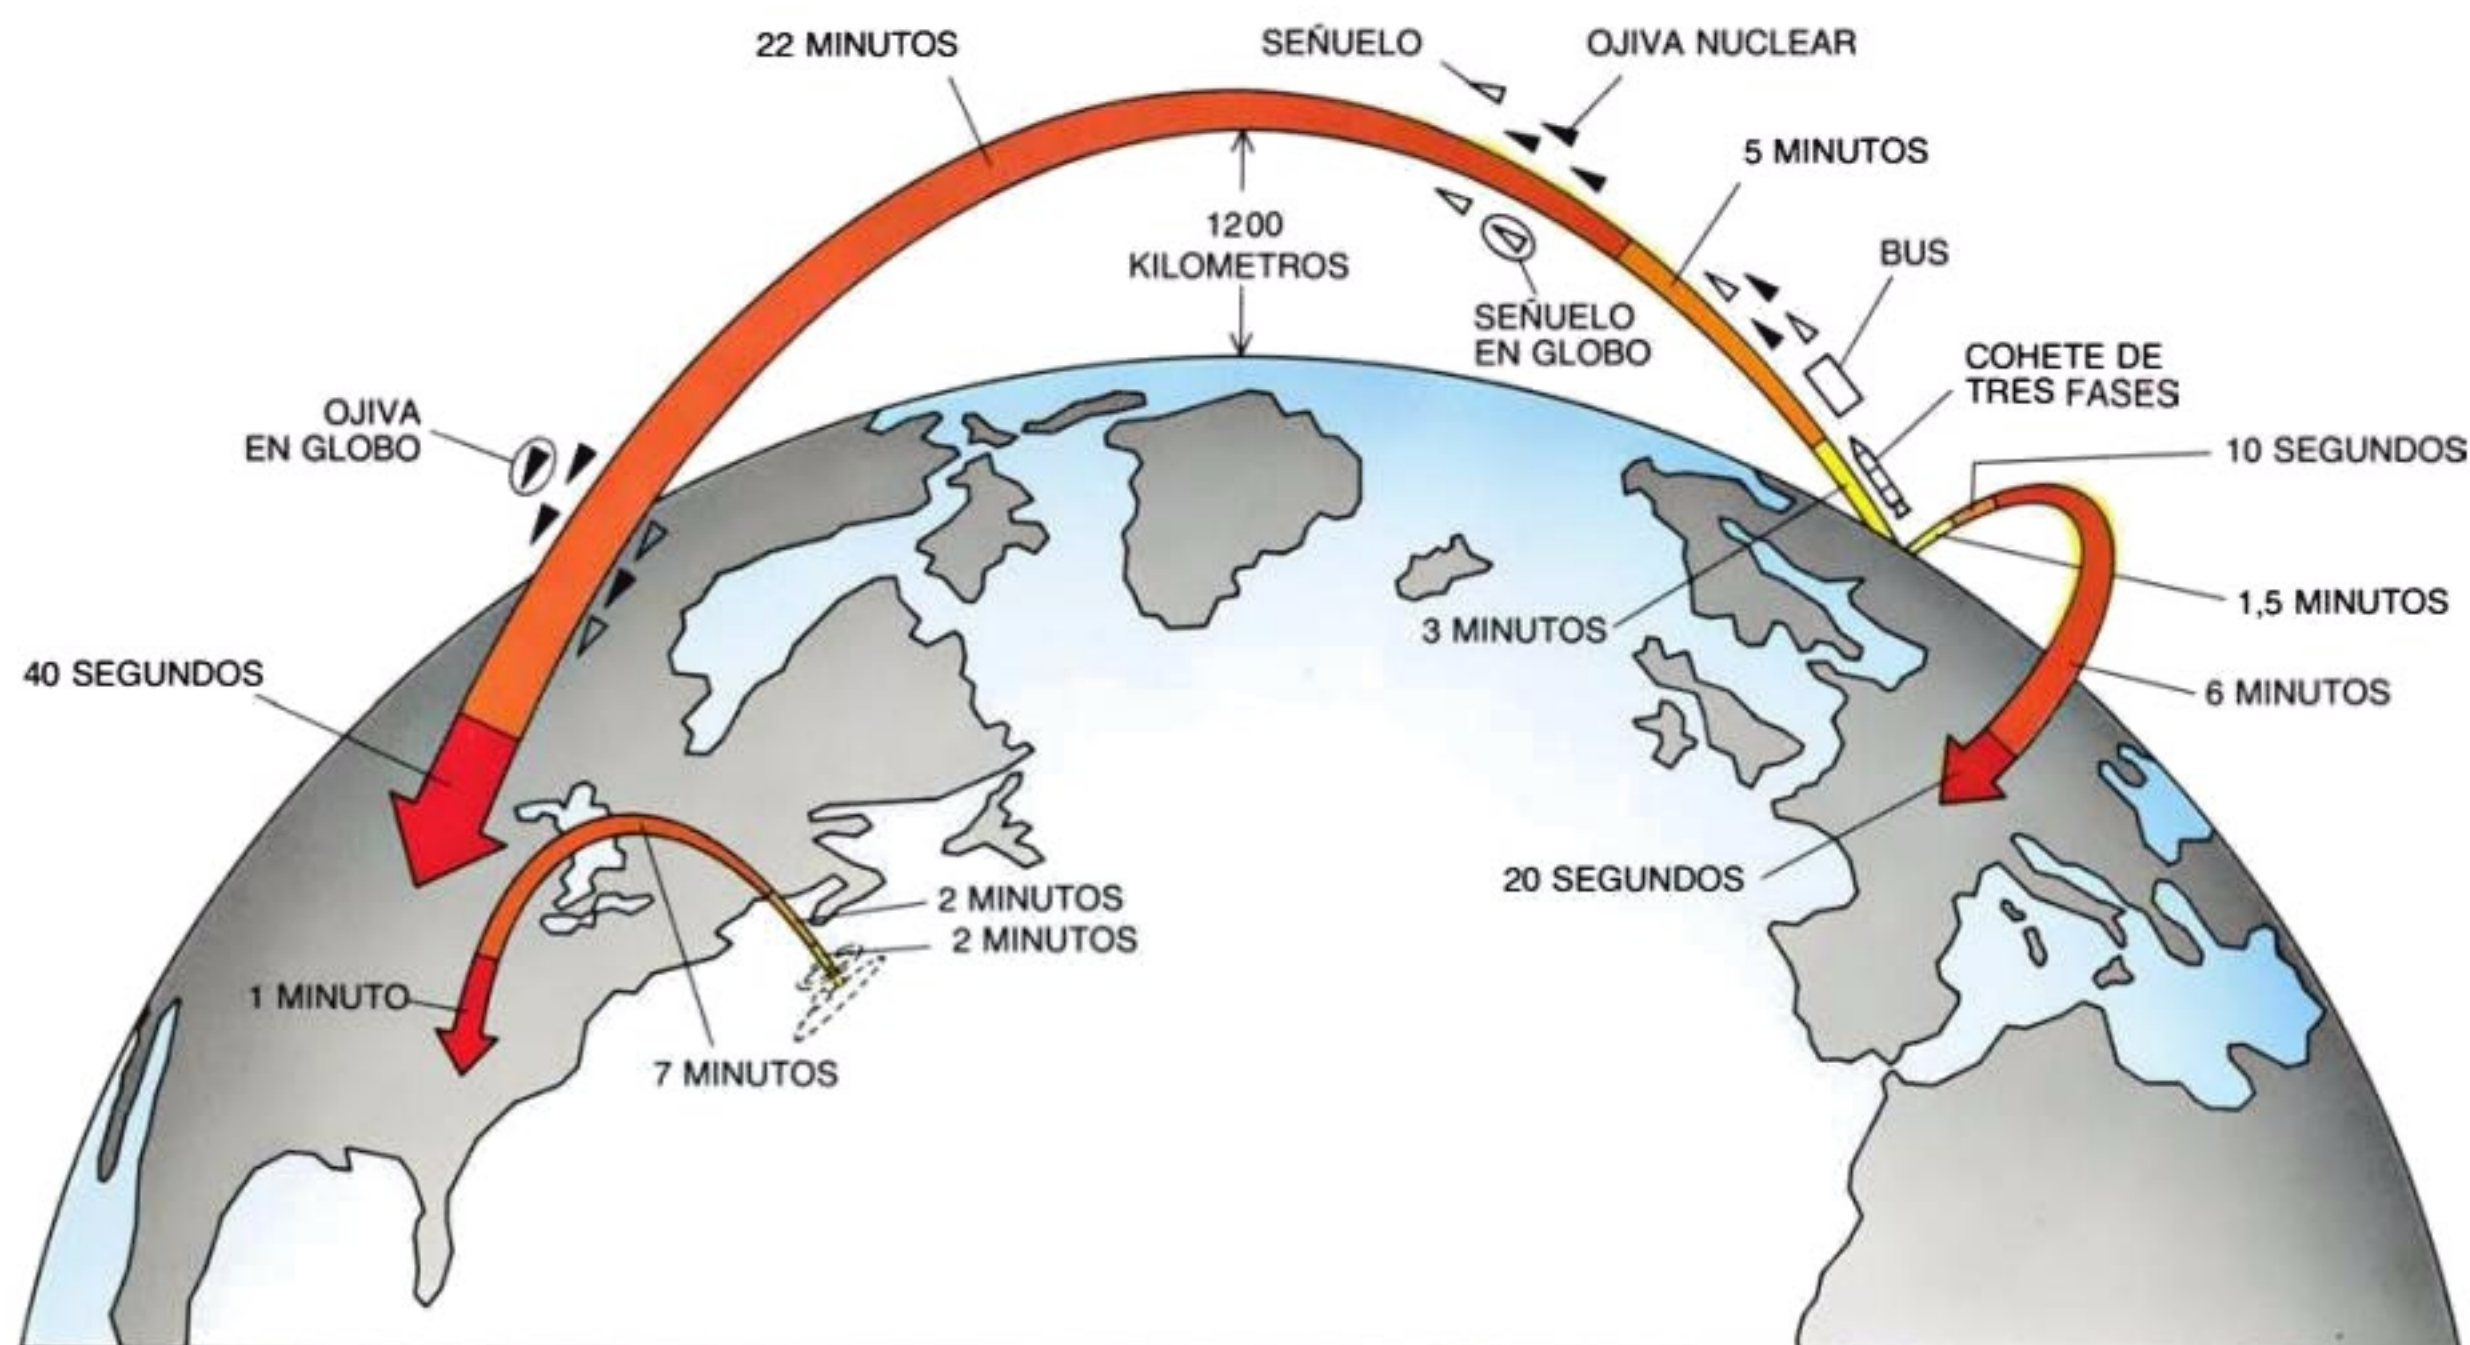 22 MINUTOS
SEÑUELO
OJIVA NUCLEAR
5 MINUTOS
1200
KILOMETROS
BUS
SEÑUELO
EN GLOBO
COHETE DE
TRES FASES
OJIVA
EN GLOBO
10 SEGUNDOS
1,5 MINUTOS
3 MINUTOS
40 SEGUNDOS
6 MINUTOS
20 SEGUNDOS
2 MINUTOS
2 MINUTOS
1 MINUTO
7 MINUTOS